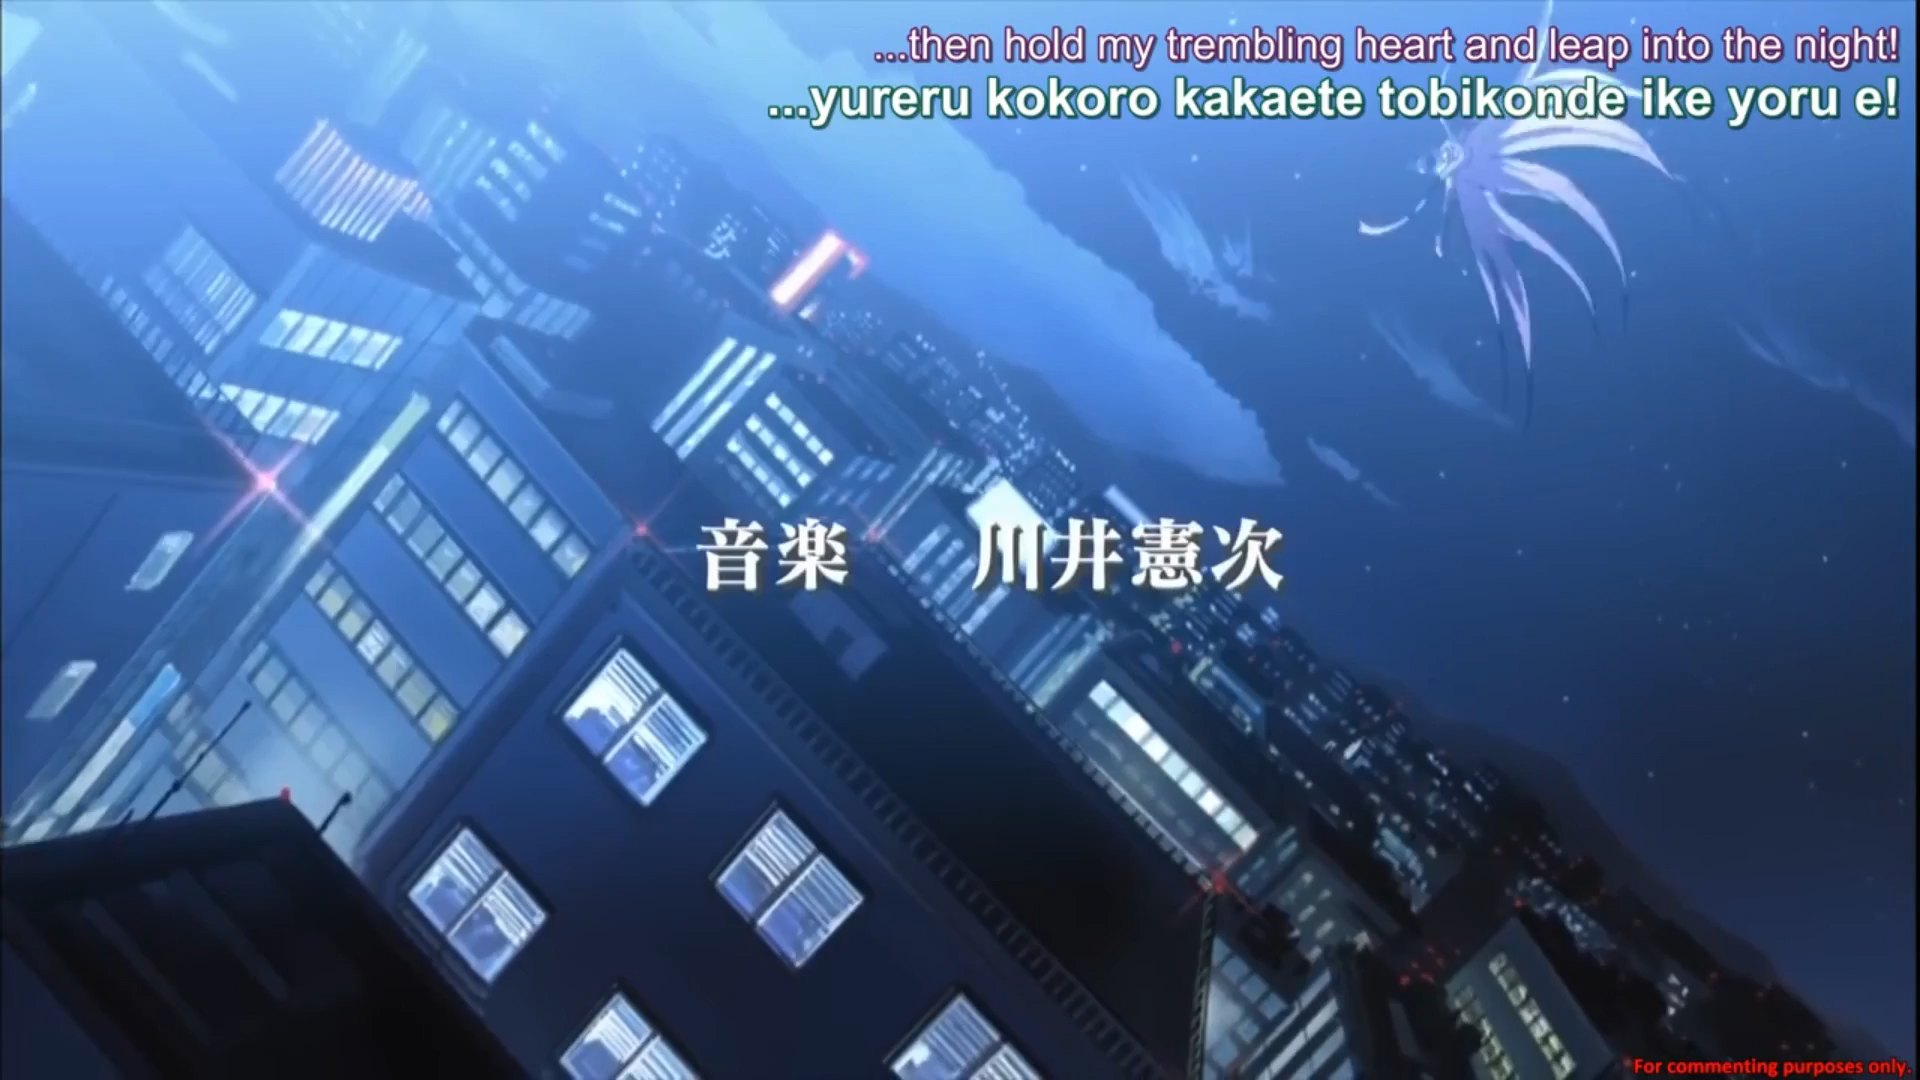 ...then hold my trembling heart and leap into the night!
...yureru kokoro kakaete tobikonde ike yoru e!
音楽 川井憲次
For commenting purposes only.